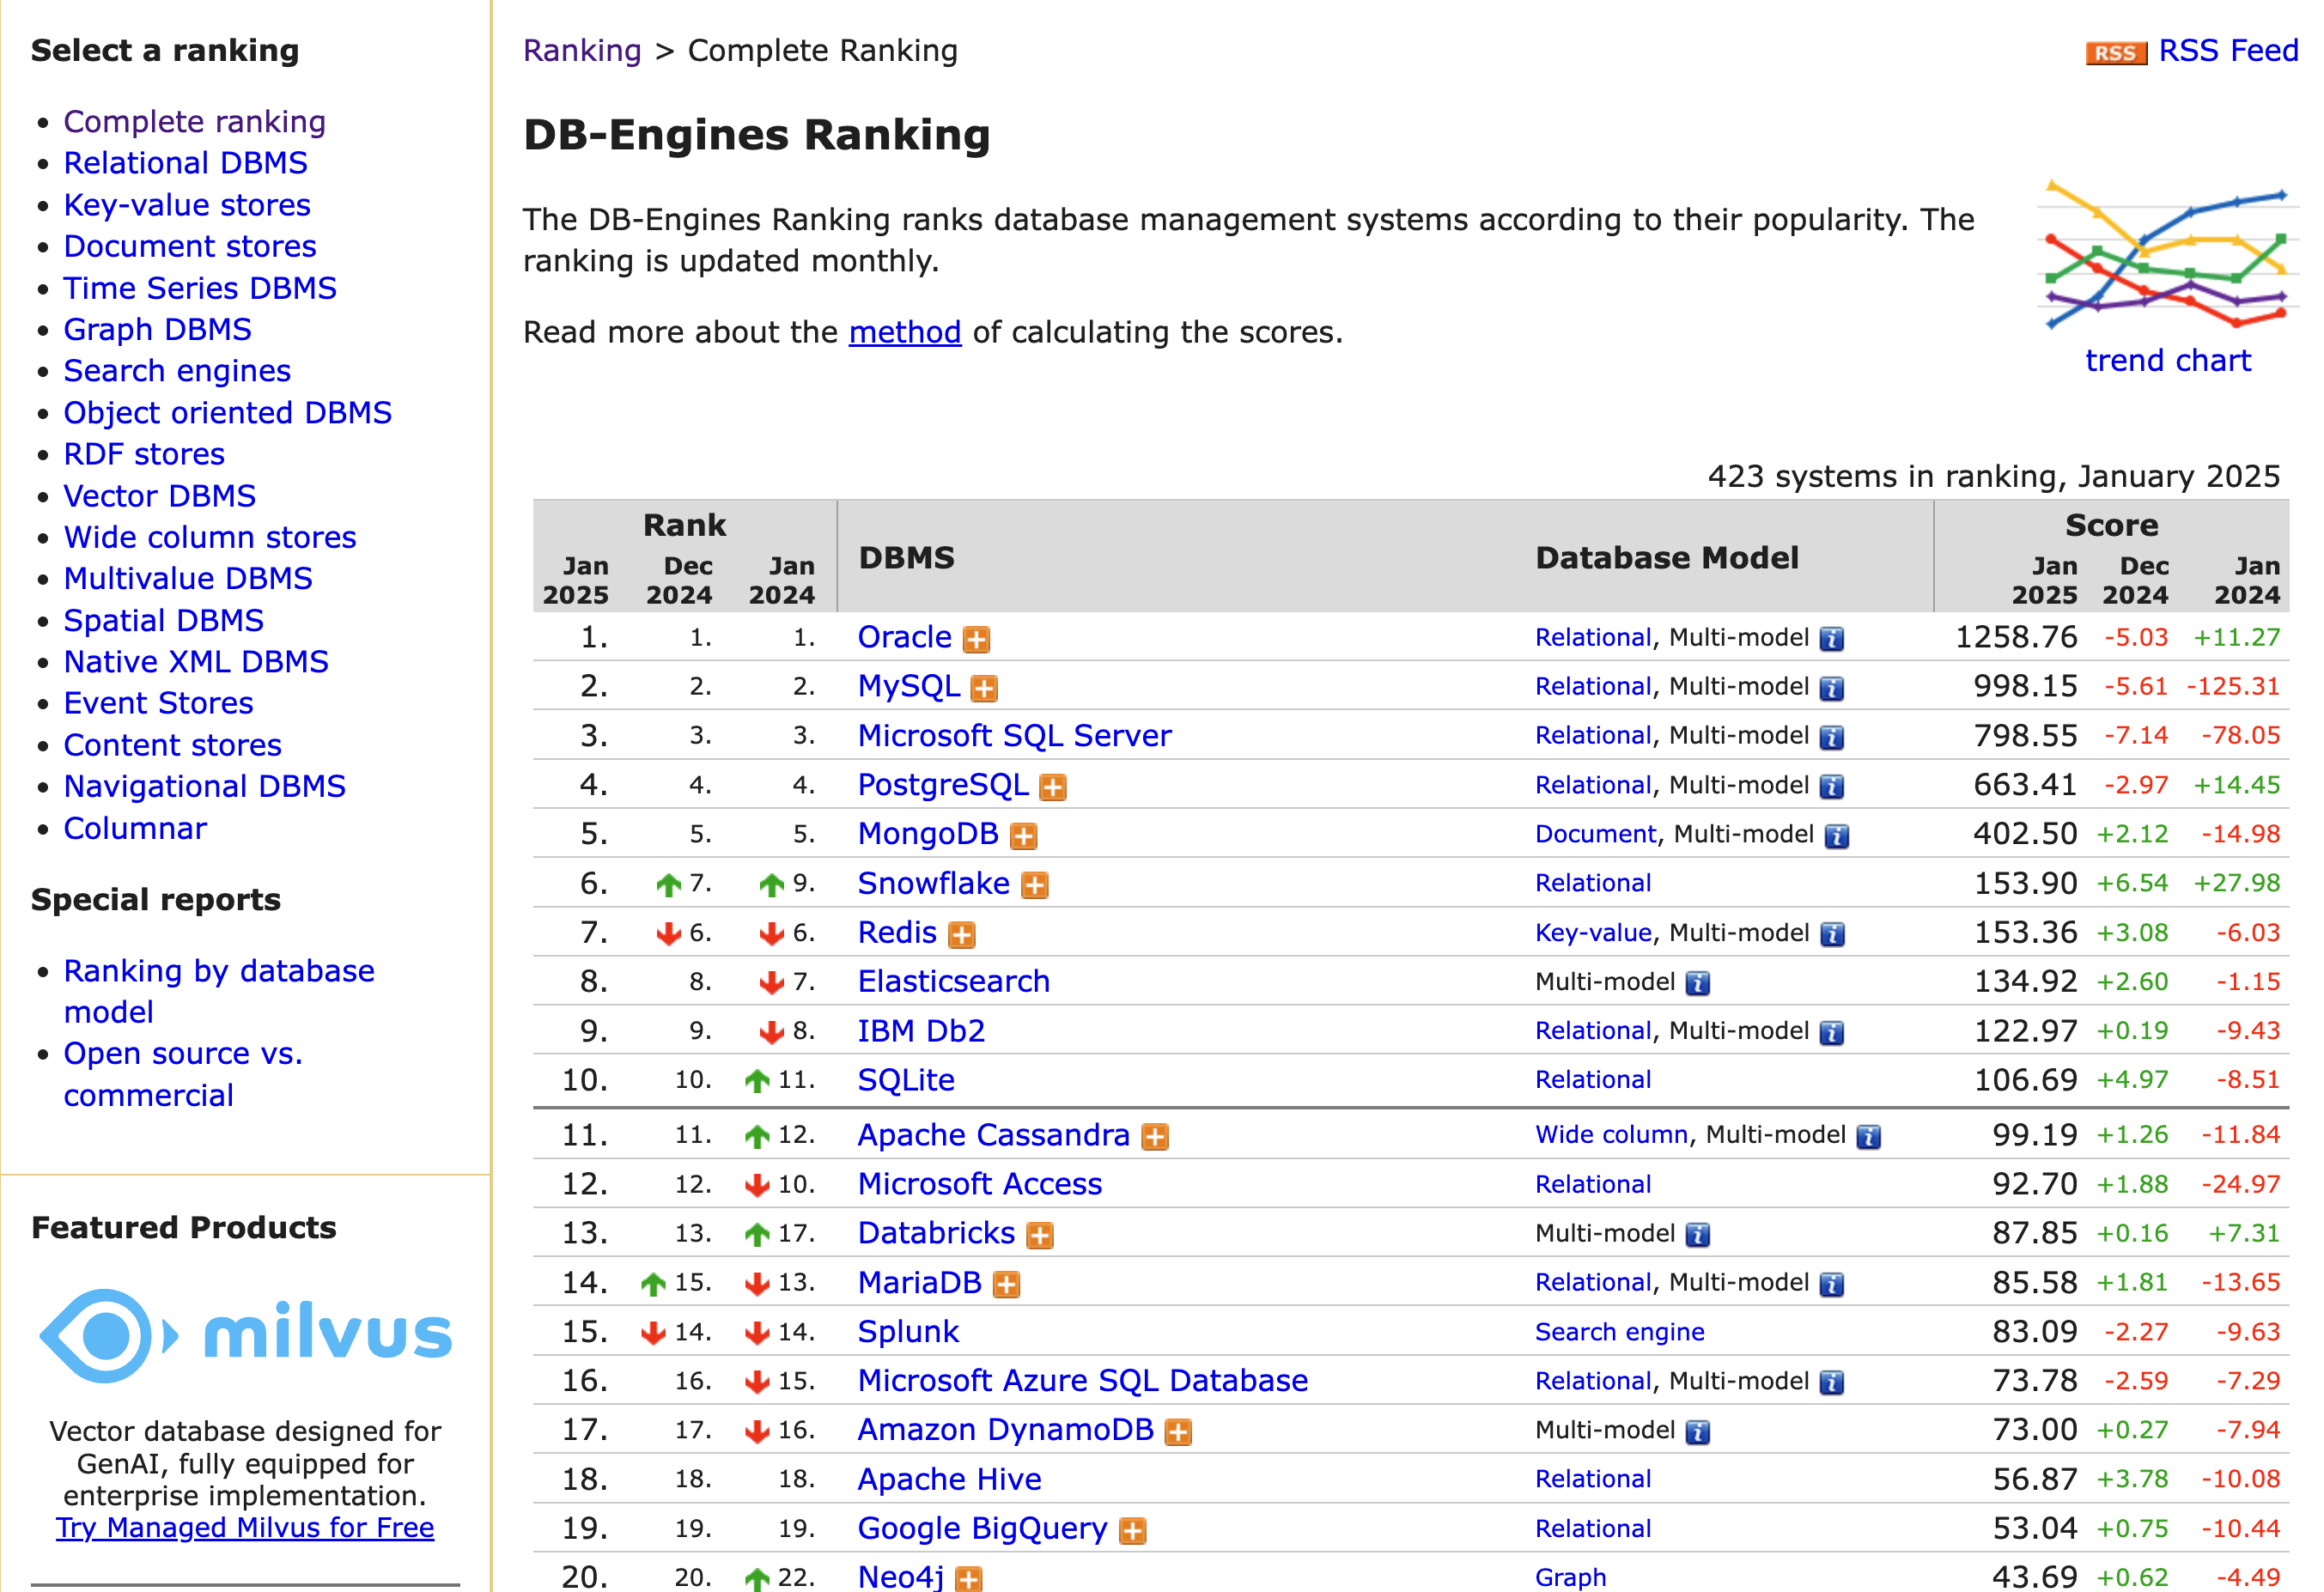 Select a ranking
• Complete ranking
• Relational DBMS
• Key-value stores
• Document stores
• Time Series DBMS
• Graph DBMS
• Search engines
• Object oriented DBMS
• RDF stores
• Vector DBMS
• Wide column stores
• Multivalue DBMS
• Spatial DBMS
• Native XML DBMS
• Event Stores
• Content stores
• Navigational DBMS
• Columnar
Special reports
• Ranking by database
model
• Open source vs.
commercial
Featured Products
milvus
Vector database designed for
GenAI, fully equipped for
enterprise implementation.
Try Managed Milvus for Free
Ranking > Complete Ranking
RSS RSS Feed
DB-Engines Ranking
The DB-Engines Ranking ranks database management systems according to their popularity. The
ranking is updated monthly.
Read more about the method of calculating the scores.
trend chart
423 systems in ranking, January 2025
Rank DBMS Database Model Score
Jan Dec Jan Jan Dec Jan
2025 2024 2024 2025 2024 2024
1. 1. 1. Oracle Relational, Multi-model 1258.76 -5.03 +11.27
2. 2. 2. MySQL Relational, Multi-model 998.15 -5.61 -125.31
3. 3. 3. Microsoft SQL Server Relational, Multi-model 798.55 -7.14 -78.05
4. 4. 4. PostgreSQL Relational, Multi-model 663.41 -2.97 +14.45
5. 5. 5. MongoDB Document, Multi-model 402.50 +2.12 -14.98
6. 7. 9. Snowflake Relational 153.90 +6.54 +27.98
7. 6. 6. Redis Key-value, Multi-model 153.36 +3.08 -6.03
8. 8. 7. Elasticsearch Multi-model 134.92 +2.60 -1.15
9. 9. 8. IBM Db2 Relational, Multi-model 122.97 +0.19 -9.43
10. 10. 11. SQLite Relational 106.69 +4.97 -8.51
11. 11. 12. Apache Cassandra Wide column, Multi-model 99.19 +1.26 -11.84
12. 12. 10. Microsoft Access Relational 92.70 +1.88 -24.97
13. 13. 17. Databricks Multi-model 87.85 +0.16 +7.31
14. 15. 13. MariaDB Relational, Multi-model 85.58 +1.81 -13.65
15. 14. 14. Splunk Search engine 83.09 -2.27 -9.63
16. 16. 15. Microsoft Azure SQL Database Relational, Multi-model 73.78 -2.59 -7.29
17. 17. 16. Amazon DynamoDB Multi-model 73.00 +0.27 -7.94
18. 18. 18. Apache Hive Relational 56.87 +3.78 -10.08
19. 19. 19. Google BigQuery Relational 53.04 +0.75 -10.44
20. 20. 22. Neo4j Graph 43.69 +0.62 -4.49